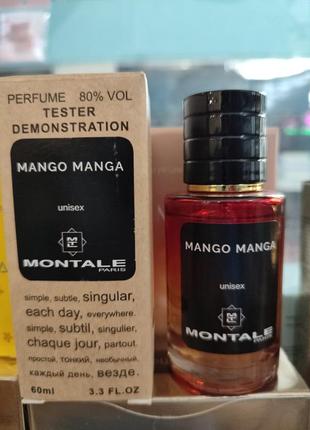 PERFUME 80% VOL
TESTER
DEMONSTRATION
MANGO MANGA
unisex
MONTALE
PARIS
simple, subtle, singular,
each day, everywhere.
simple, subtil, singulier,
chaque jour, partout.
простой, тонкий, необычный.
каждый день, везде.
60ml 3.3 FL.OZ
MANGO MANGA
unisex
MONTALE
PARIS